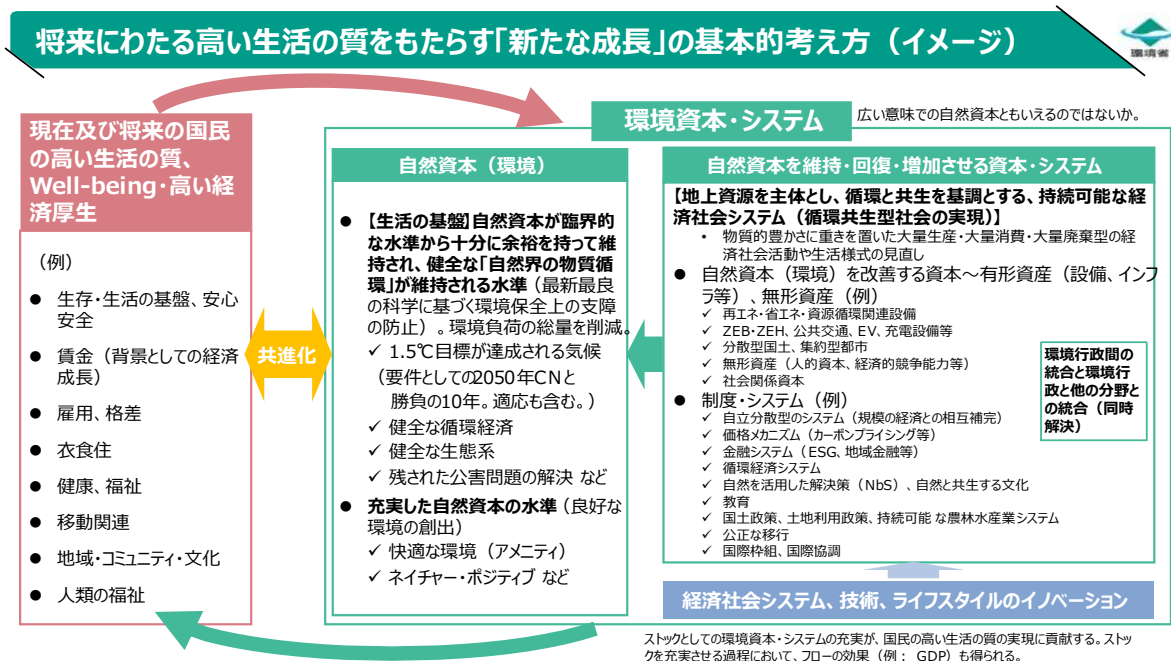 将来にわたる高い生活の質をもたらす「新たな成長」の基本的考え方（イメージ）
環境省
現在及び将来の国民
の高い生活の質、
Well-being・高い経
済厚生
（例）
● 生存・生活の基盤、安心
安全
● 賃金（背景としての経済
成長）
● 雇用、格差
● 衣食住
● 健康、福祉
● 移動関連
● 地域・コミュニティ・文化
● 人類の福祉
共進化
環境資本・システム
広い意味での自然資本ともいえるのではないか。
自然資本（環境）
● 【生活の基盤】自然資本が臨界的
な水準から十分に余裕を持って維
持され、健全な「自然界の物質循
環」が維持される水準（最新最良
の科学に基づく環境保全上の支障
の防止）。環境負荷の総量を削減。
✓ 1.5℃目標が達成される気候
（要件としての2050年CNと
勝負の10年。適応も含む。）
✓ 健全な循環経済
✓ 健全な生態系
✓ 残された公害問題の解決 など
● 充実した自然資本の水準（良好な
環境の創出）
✓ 快適な環境（アメニティ）
✓ ネイチャー・ポジティブ など
自然資本を維持・回復・増加させる資本・システム
【地上資源を主体とし、循環と共生を基調とする、持続可能な経
済社会システム（循環共生型社会の実現）】
• 物質的豊かさに重きを置いた大量生産・大量消費・大量廃棄型の経
済社会活動や生活様式の見直し
● 自然資本（環境）を改善する資本～有形資産（設備、インフ
ラ等）、無形資産（例）
✓ 再エネ・省エネ・資源循環関連設備
✓ ZEB・ZEH、公共交通、EV、充電設備等
✓ 分散型国土、集約型都市
✓ 無形資産（人的資本、経済的競争能力等）
✓ 社会関係資本
● 制度・システム（例）
✓ 自立分散型のシステム（規模の経済との相互補完）
✓ 価格メカニズム（カーボンプライシング等）
✓ 金融システム（ESG、地域金融等）
✓ 循環経済システム
✓ 自然を活用した解決策（NbS）、自然と共生する文化
✓ 教育
✓ 国土政策、土地利用政策、持続可能 な農林水産業システム
✓ 公正な移行
✓ 国際枠組、国際協調
環境行政間の
統合と環境行
政と他の分野と
の統合（同時
解決）
経済社会システム、技術、ライフスタイルのイノベーション
ストックとしての環境資本・システムの充実が、国民の高い生活の質の実現に貢献する。ストッ
クを充実させる過程において、フローの効果（例： GDP）も得られる。